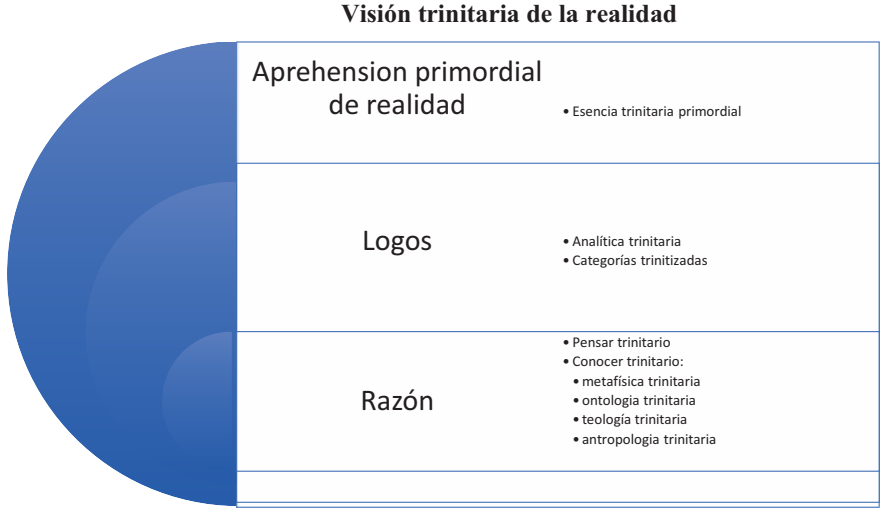 Visión trinitaria de la realidad
Aprehension primordial
de realidad
• Esencia trinitaria primordial
Logos
• Analítica trinitaria
• Categorías trinitizadas
Razón
• Pensar trinitario
• Conocer trinitario:
• metafísica trinitaria
• ontologia trinitaria
• teología trinitaria
• antropologia trinitaria